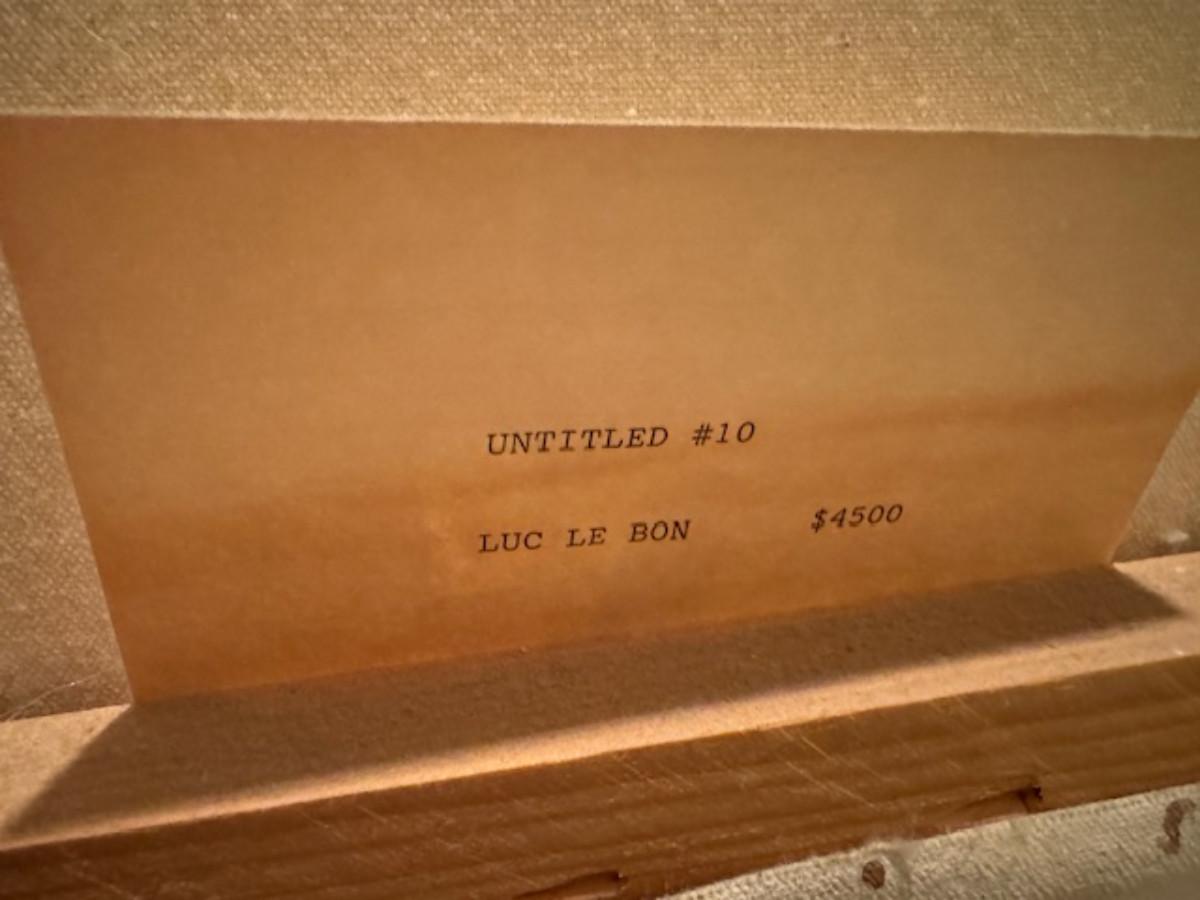 UNTITLED #10
LUC LE BON $4500